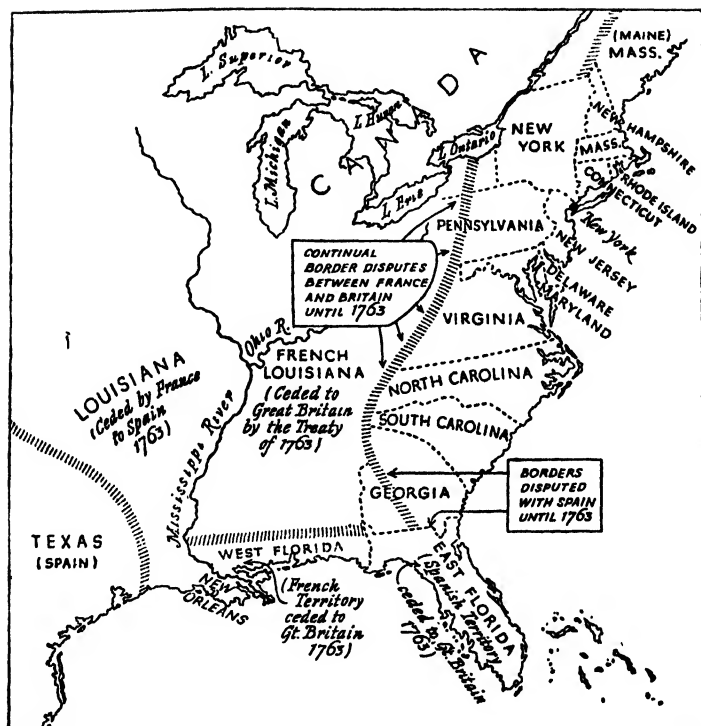 (MAINE)
MASS.
L. Superior
L. Huron
L. Michigan
L. Ontario
L. Erie
CANADA
NEW
YORK
NEW HAMPSHIRE
MASS.
RHODE ISLAND
CONNECTICUT
New York
PENNSYLVANIA
NEW JERSEY
DELAWARE
MARYLAND
CONTINUAL
BORDER DISPUTES
BETWEEN FRANCE
AND BRITAIN
UNTIL 1763
VIRGINIA
Ohio R.
FRENCH
LOUISIANA
(Ceded to
Great Britain
by the Treaty
of 1763)
LOUISIANA
(Ceded by France
to Spain
1763)
Mississippi River
NORTH CAROLINA
SOUTH CAROLINA
GEORGIA
BORDERS
DISPUTED
WITH SPAIN
UNTIL 1763
TEXAS
(SPAIN)
WEST FLORIDA
NEW
ORLEANS
(French
Territory
ceded to
Gt. Britain
1763)
EAST FLORIDA
(Spanish Territory
ceded to Gt. Britain
1763)